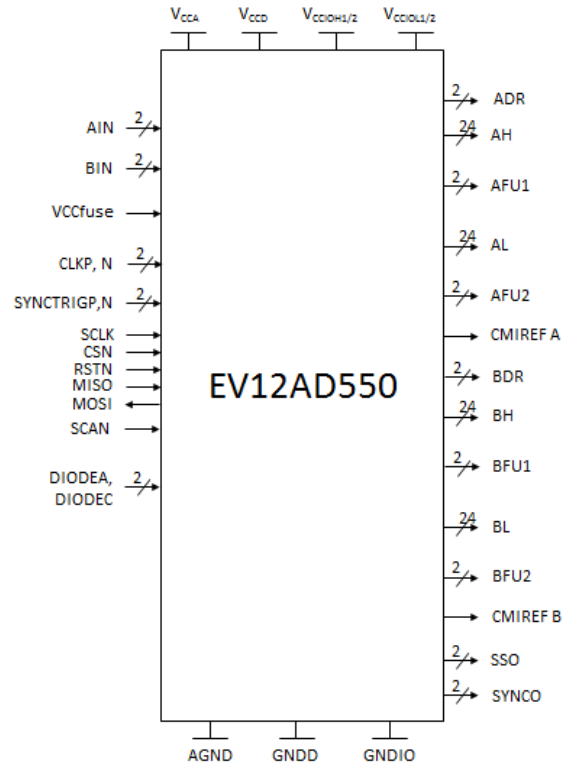 VCCA VCCD VCCIOH1/2 VCCIOL1/2
AIN 2
BIN 2
VCCfuse
CLKP, N 2
SYNCTRIGP,N 2
SCLK
CSN
RSTN
MISO
MOSI
SCAN
DIODEA, 2
DIODEC
EV12AD550
2 ADR
24 AH
2 AFU1
24 AL
2 AFU2
CMIREF A
2 BDR
24 BH
2 BFU1
24 BL
2 BFU2
CMIREF B
2 SSO
2 SYNCO
AGND GNDD GNDIO